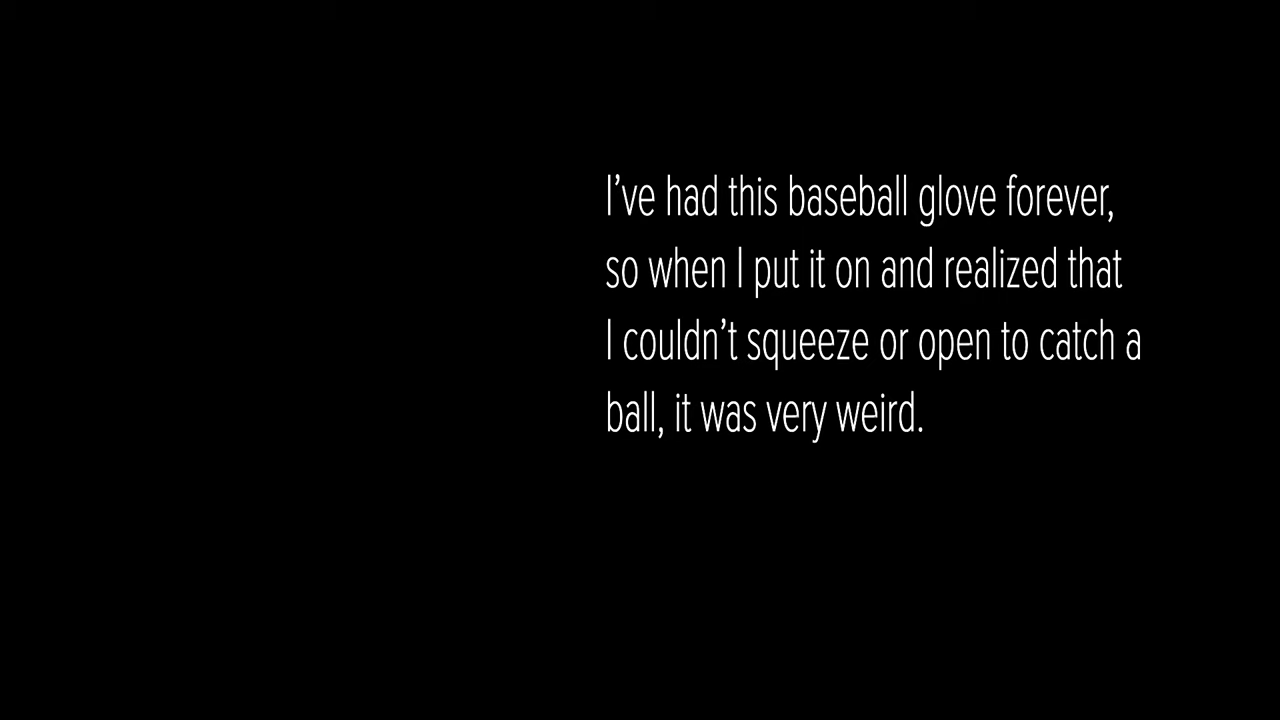 I’ve had this baseball glove forever,
so when I put it on and realized that
I couldn’t squeeze or open to catch a
ball, it was very weird.